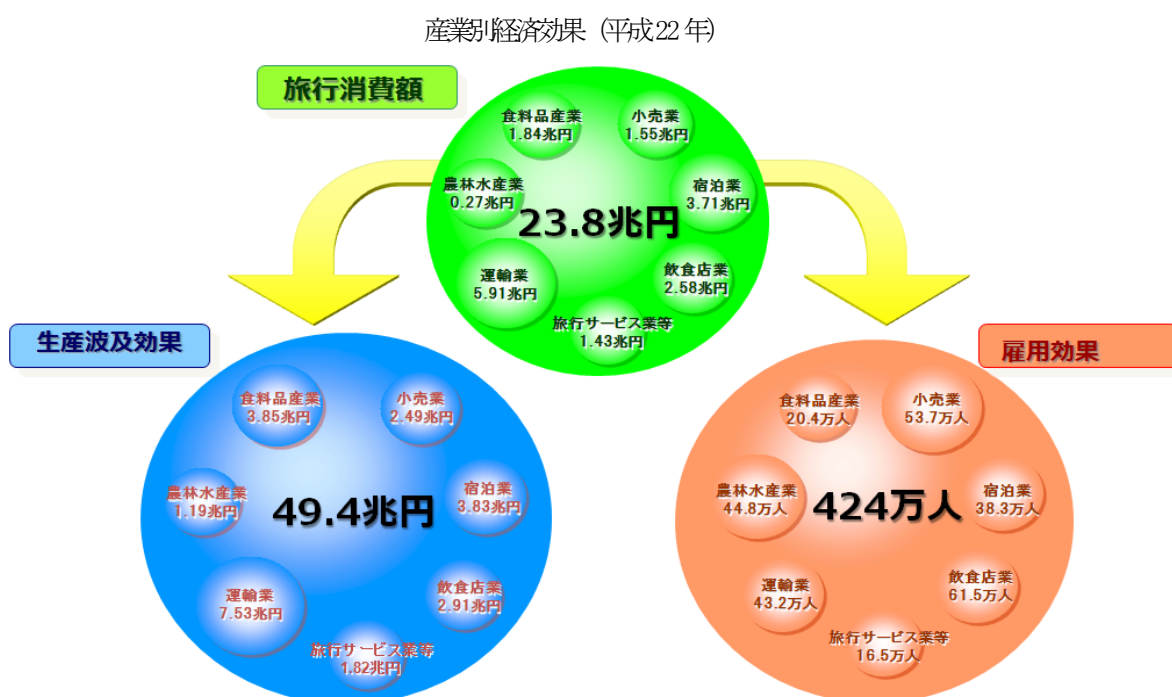 産業別経済効果（平成22年）
旅行消費額
食料品産業
1.84兆円
小売業
1.55兆円
農林水産業
0.27兆円
宿泊業
3.71兆円
23.8兆円
運輸業
5.91兆円
飲食店業
2.58兆円
旅行サービス業等
1.43兆円
生産波及効果
食料品産業
3.85兆円
小売業
2.49兆円
農林水産業
1.19兆円
宿泊業
3.83兆円
49.4兆円
運輸業
7.53兆円
飲食店業
2.91兆円
旅行サービス業等
1.82兆円
雇用効果
食料品産業
20.4万人
小売業
53.7万人
農林水産業
44.8万人
宿泊業
38.3万人
424万人
運輸業
43.2万人
飲食店業
61.5万人
旅行サービス業等
16.5万人